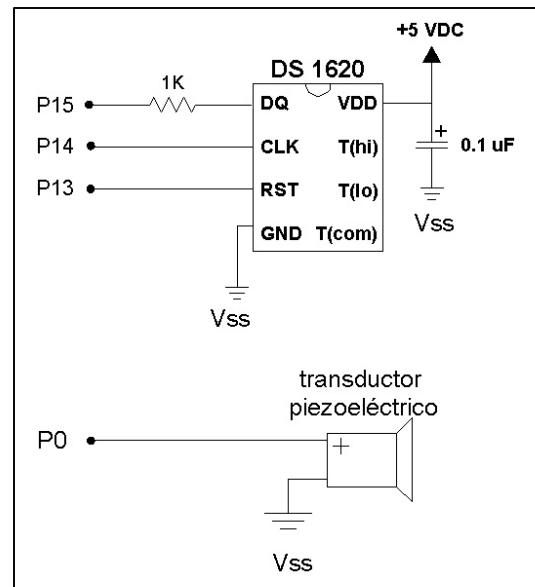 +5 VDC
DS 1620
1K
P15
DQ
VDD
P14
CLK
T(hi)
+
0.1 uF
P13
RST
T(lo)
Vss
GND
T(com)
Vss
transductor
piezoeléctrico
P0
+
Vss